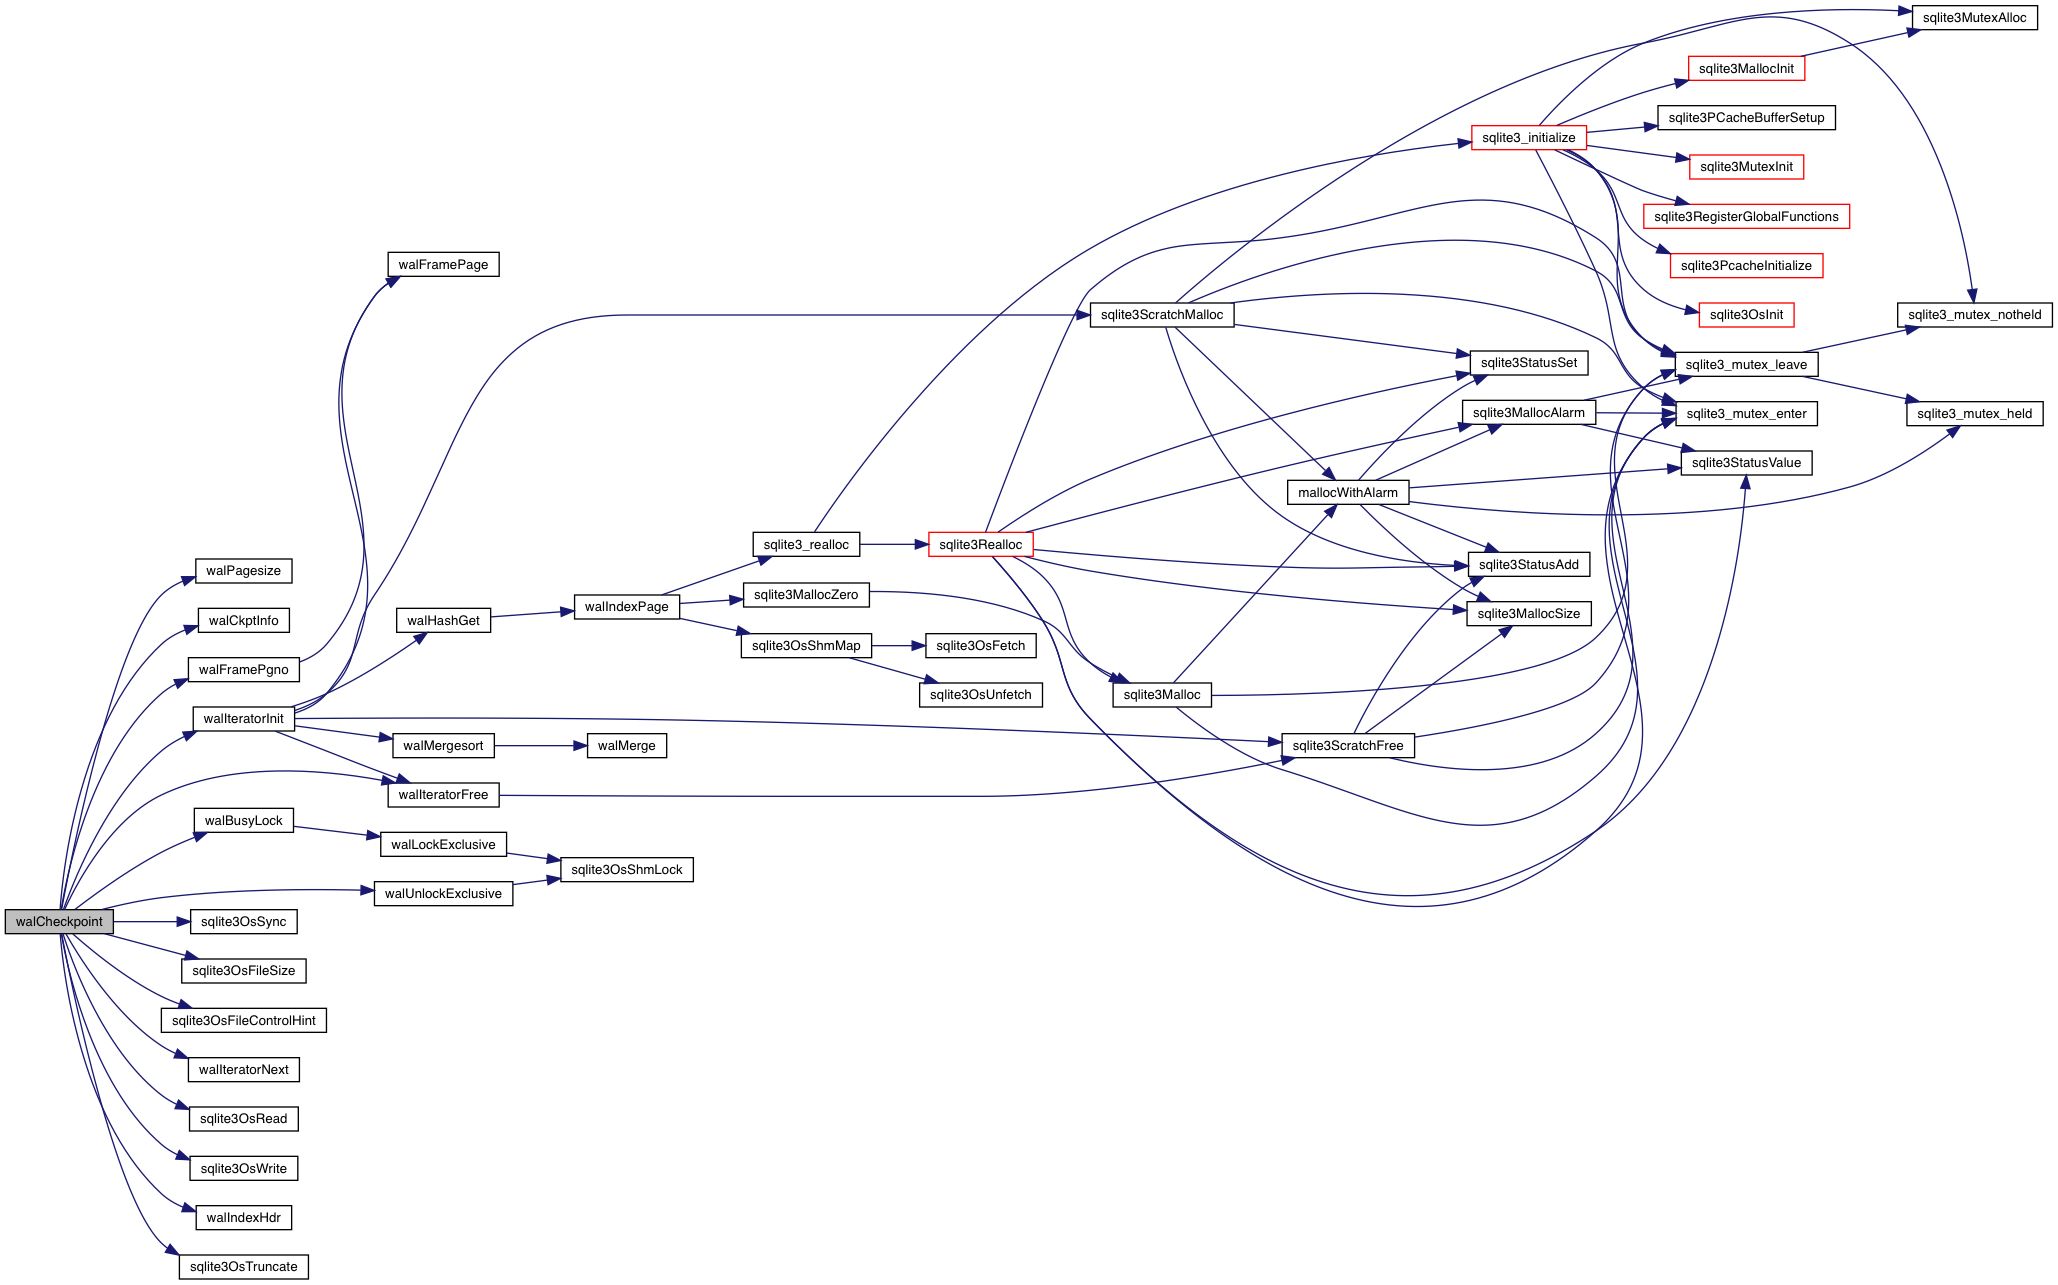 walCheckpoint
walPagesize
walCkptInfo
walFramePgno
walIteratorInit
walBusyLock
sqlite3OsSync
sqlite3OsFileSize
sqlite3OsFileControlHint
walIteratorNext
sqlite3OsRead
sqlite3OsWrite
walIndexHdr
sqlite3OsTruncate
walFramePage
walHashGet
walMergesort
walIteratorFree
walLockExclusive
walUnlockExclusive
walIndexPage
walMerge
sqlite3OsShmLock
sqlite3_realloc
sqlite3MallocZero
sqlite3OsShmMap
sqlite3Realloc
sqlite3OsFetch
sqlite3OsUnfetch
sqlite3ScratchMalloc
sqlite3Malloc
mallocWithAlarm
sqlite3ScratchFree
sqlite3_initialize
sqlite3StatusSet
sqlite3MallocAlarm
sqlite3StatusAdd
sqlite3MallocSize
sqlite3MallocInit
sqlite3PCacheBufferSetup
sqlite3MutexInit
sqlite3RegisterGlobalFunctions
sqlite3PcacheInitialize
sqlite3OsInit
sqlite3_mutex_leave
sqlite3_mutex_enter
sqlite3StatusValue
sqlite3MutexAlloc
sqlite3_mutex_notheld
sqlite3_mutex_held